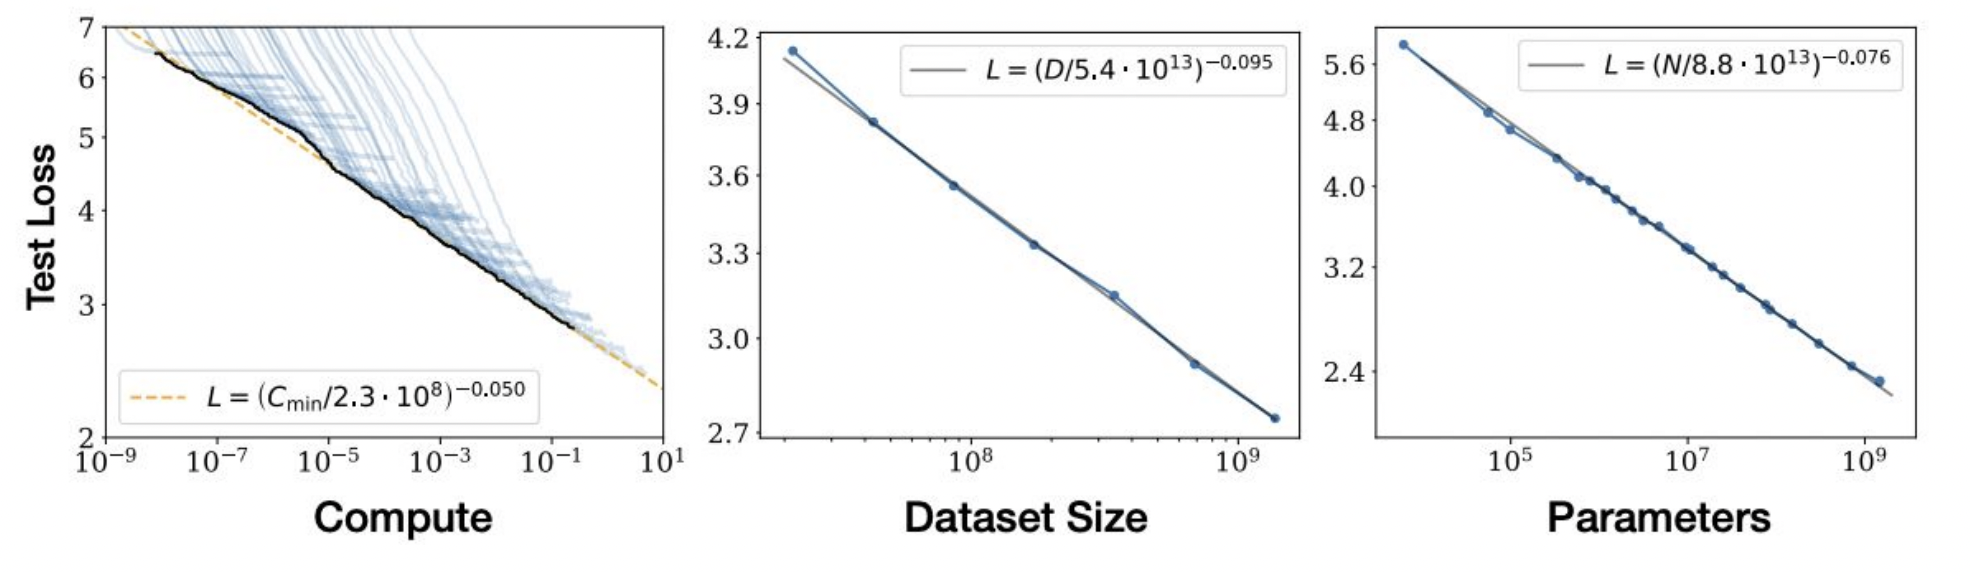 Test Loss
7
6
5
4
3
2
L = (C_min/2.3 · 10^8)^−0.050
10^−9 10^−7 10^−5 10^−3 10^−1 10^1
Compute
4.2
3.9
3.6
3.3
3.0
2.7
L = (D/5.4 · 10^13)^−0.095
10^8 10^9
Dataset Size
5.6
4.8
4.0
3.2
2.4
L = (N/8.8 · 10^13)^−0.076
10^5 10^7 10^9
Parameters